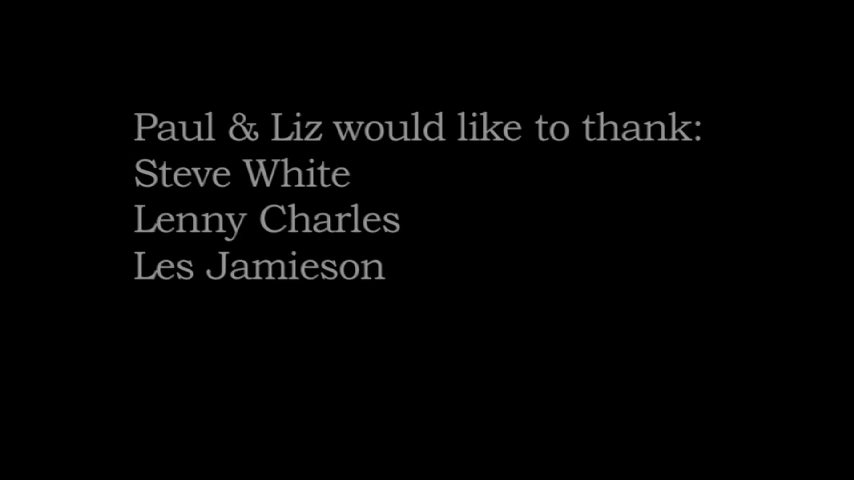 Paul & Liz would like to thank:
Steve White
Lenny Charles
Les Jamieson